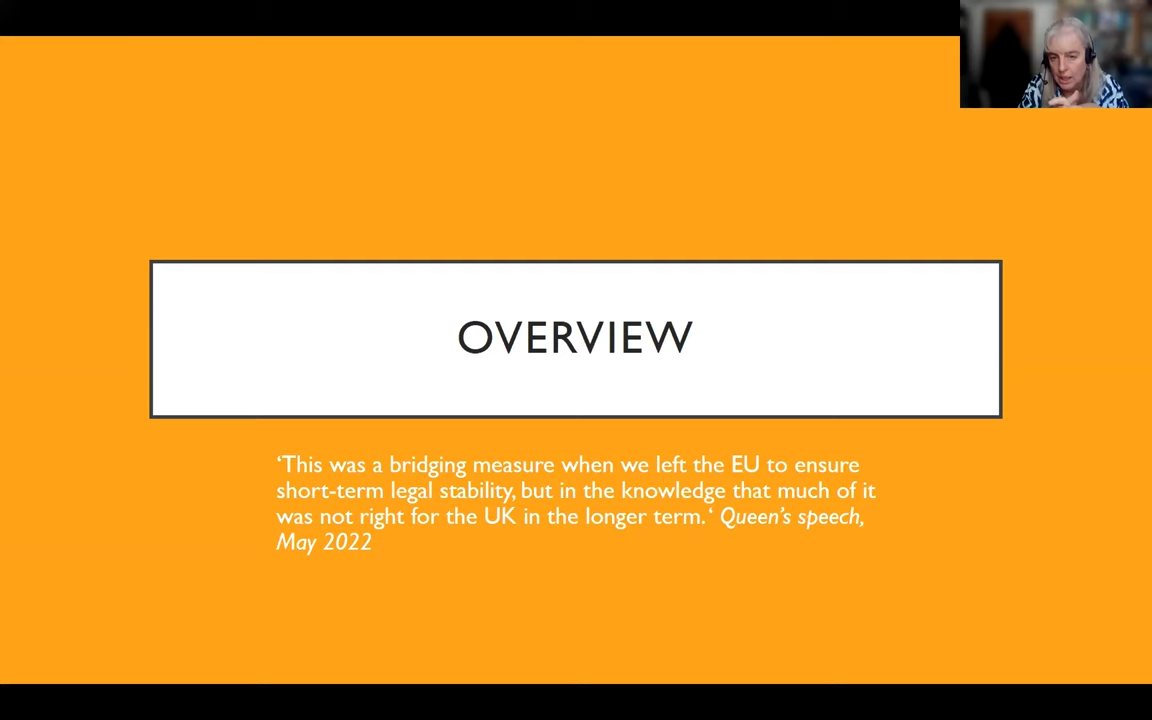 OVERVIEW
‘This was a bridging measure when we left the EU to ensure
short-term legal stability, but in the knowledge that much of it
was not right for the UK in the longer term. ‘ Queen’s speech,
May 2022